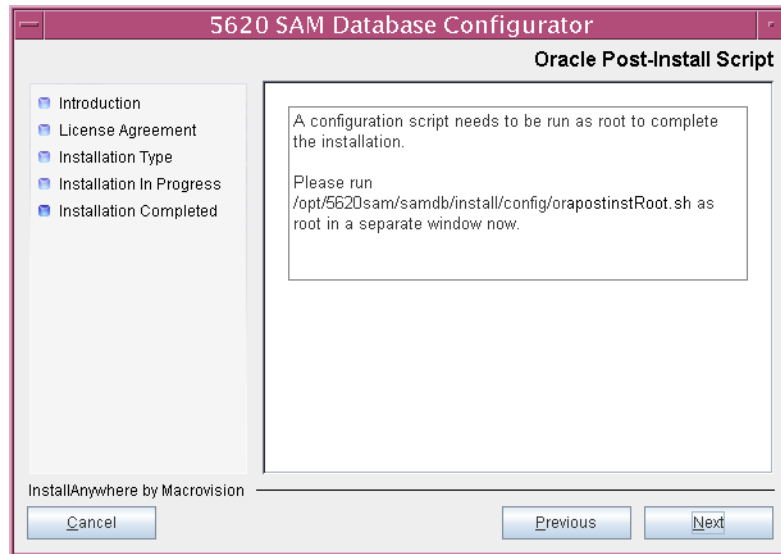 5620 SAM Database Configurator
Oracle Post-Install Script
Introduction
License Agreement
Installation Type
Installation In Progress
Installation Completed
A configuration script needs to be run as root to complete
the installation.
Please run
/opt/5620sam/samdb/install/config/orapostinstRoot.sh as
root in a separate window now.
InstallAnywhere by Macrovision
Cancel
Previous
Next